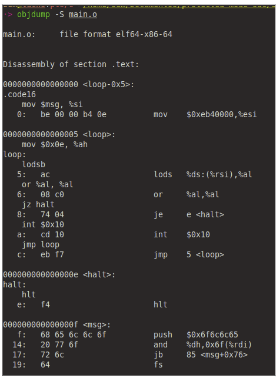 -> objdump -S main.o
main.o: file format elf64-x86-64
Disassembly of section .text:
0000000000000000 <loop-0x5>:
.code16
mov $msg, %si
0: be 00 00 b4 0e mov $0xeb40000,%esi
0000000000000005 <loop>:
mov $0x0e, %ah
loop:
lodsb
5: ac lods %ds:(%rsi),%al
or %al, %al
6: 08 c0 or %al,%al
jz halt
8: 74 04 je e <halt>
int $0x10
a: cd 10 int $0x10
jmp loop
c: eb f7 jmp 5 <loop>
000000000000000e <halt>:
halt:
hlt
e: f4 hlt
000000000000000f <msg>:
f: 68 65 6c 6c 6f push $0x6f6c6c65
14: 20 77 6f and %dh,0x6f(%rdi)
17: 72 6c jb 85 <msg+0x76>
19: 64 fs